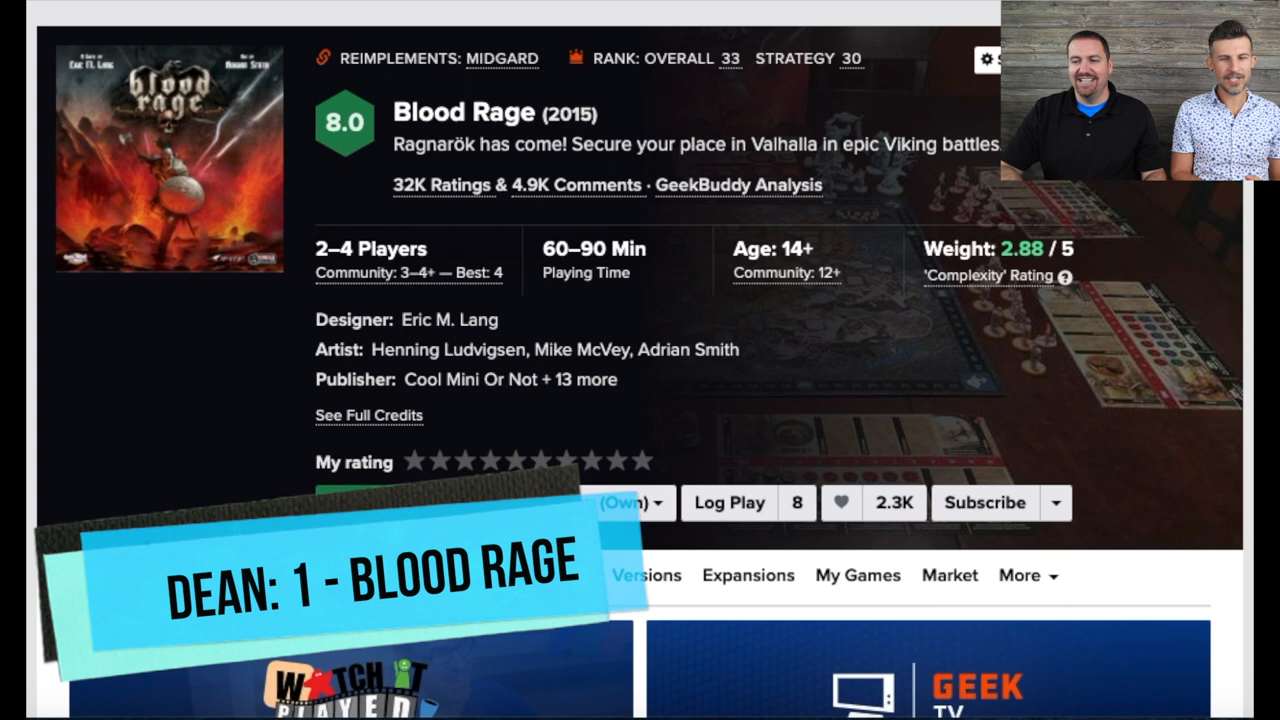 REIMPLEMENTS: MIDGARD
RANK: OVERALL 33 STRATEGY 30
S
blood
rage
8.0
Blood Rage (2015)
Ragnarök has come! Secure your place in Valhalla in epic Viking battles.
32K Ratings & 4.9K Comments · GeekBuddy Analysis
2–4 Players
Community: 3–4+ — Best: 4
60–90 Min
Playing Time
Age: 14+
Community: 12+
Weight: 2.88 / 5
'Complexity' Rating ?
Designer: Eric M. Lang
Artist: Henning Ludvigsen, Mike McVey, Adrian Smith
Publisher: Cool Mini Or Not + 13 more
See Full Credits
My rating
(Own) Log Play 8 2.3K Subscribe
DEAN: 1 - BLOOD RAGE
Versions Expansions My Games Market More
WATCH IT
PLAYED
GEEK
TV